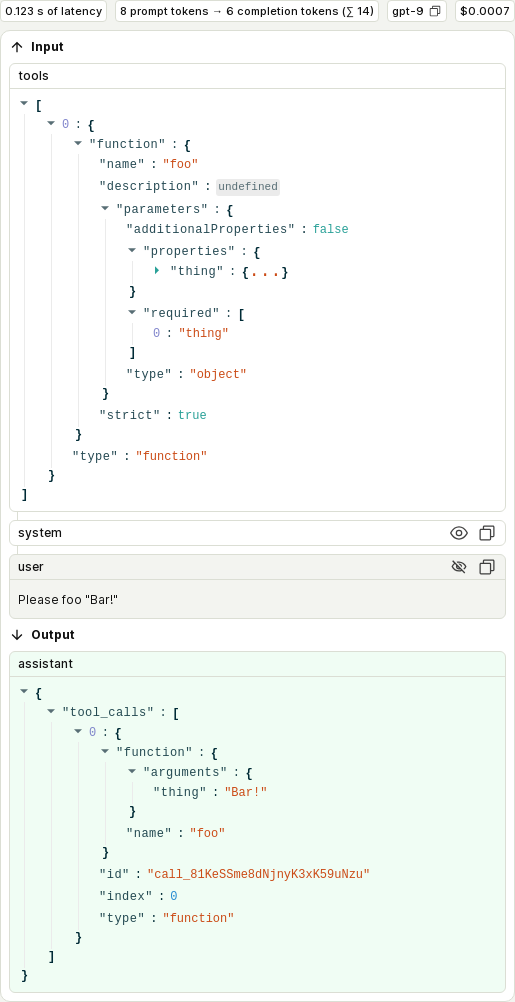 0.123 s of latency 8 prompt tokens → 6 completion tokens (∑ 14) gpt-9 $0.0007
Input
tools
[
0 : {
"function" : {
"name" : "foo"
"description" : undefined
"parameters" : {
"additionalProperties" : false
"properties" : {
"thing" : {...}
}
"required" : [
0 : "thing"
]
"type" : "object"
}
"strict" : true
}
"type" : "function"
}
]
system
user
Please foo "Bar!"
Output
assistant
{
"tool_calls" : [
0 : {
"function" : {
"arguments" : {
"thing" : "Bar!"
}
"name" : "foo"
}
"id" : "call_81KeSSme8dNjnyK3xK59uNzu"
"index" : 0
"type" : "function"
}
]
}